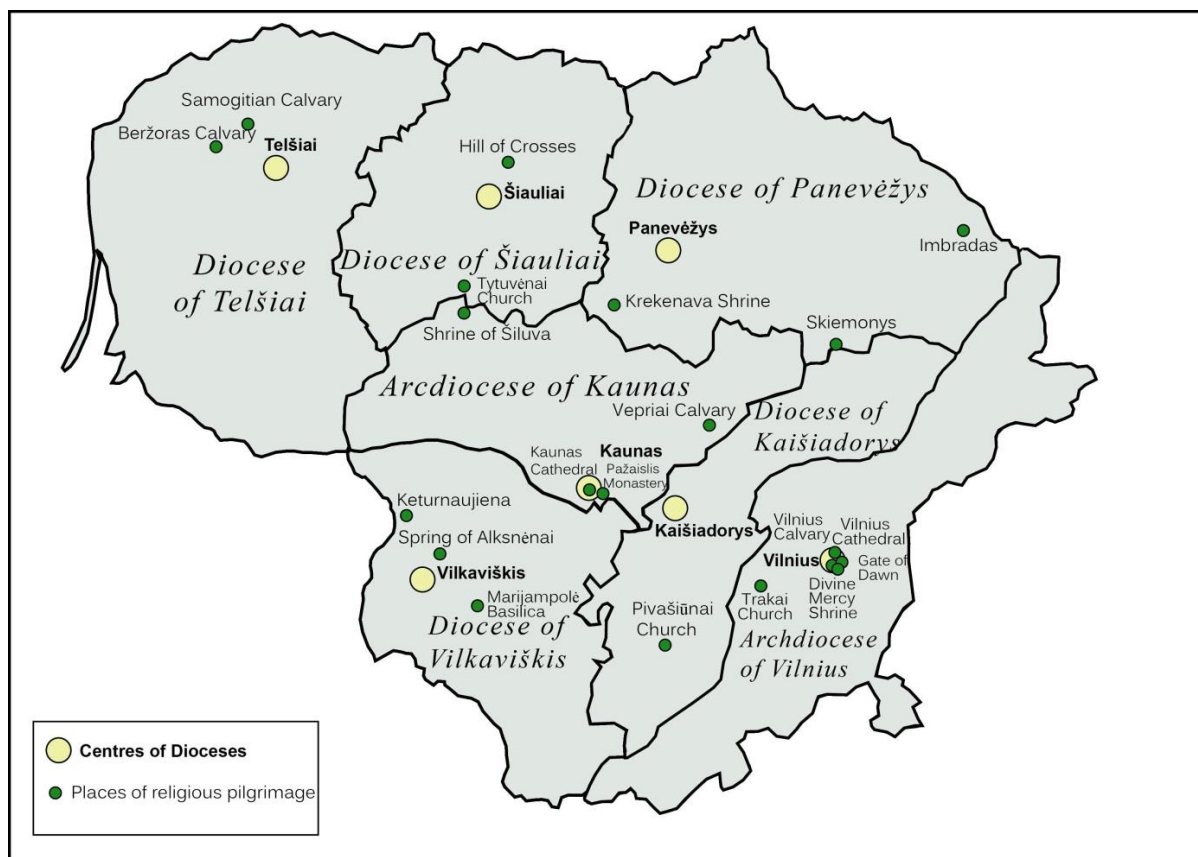 Samogitian Calvary
Beržoras Calvary
Telšiai
Hill of Crosses
Šiauliai
Diocese of Panevėžys
Panevėžys
Imbradas
Diocese
of Telšiai
Diocese of Šiauliai
Tytuvėnai
Church
Krekenava Shrine
Shrine of Šiluva
Skiemonys
Arcdiocese of Kaunas
Vepriai Calvary
Diocese of
Kaišiadorys
Kaunas
Cathedral
Kaunas
Pažaislis
Monastery
Keturnaujiena
Spring of Alksnėnai
Vilkaviškis
Marijampolė
Basilica
Diocese of
Vilkaviškis
Kaišiadorys
Pivašiūnai
Church
Vilnius
Calvary
Vilnius
Cathedral
Vilnius
Gate of
Dawn
Trakai
Church
Divine
Mercy
Shrine
Archdiocese
of Vilnius
Centres of Dioceses
Places of religious pilgrimage